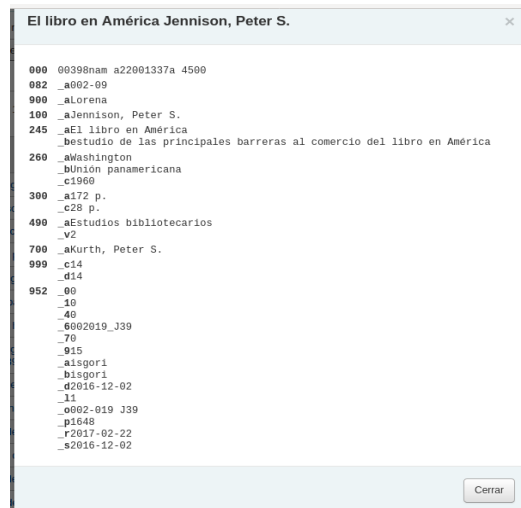 El libro en América Jennison, Peter S. ×
000 00398nam a22001337a 4500
082 _a002-09
900 _aLorena
100 _aJennison, Peter S.
245 _aEl libro en América
_bestudio de las principales barreras al comercio del libro en América
260 _aWashington
_bUnión panamericana
_c1960
300 _a172 p.
_c28 p.
490 _aEstudios bibliotecarios
_v2
700 _aKurth, Peter S.
999 _c14
_d14
952 _00
_10
_40
_6002019_J39
_70
_915
_aisgori
_bisgori
_d2016-12-02
_l1
_o002-019 J39
_p1648
_r2017-02-22
_s2016-12-02
Cerrar